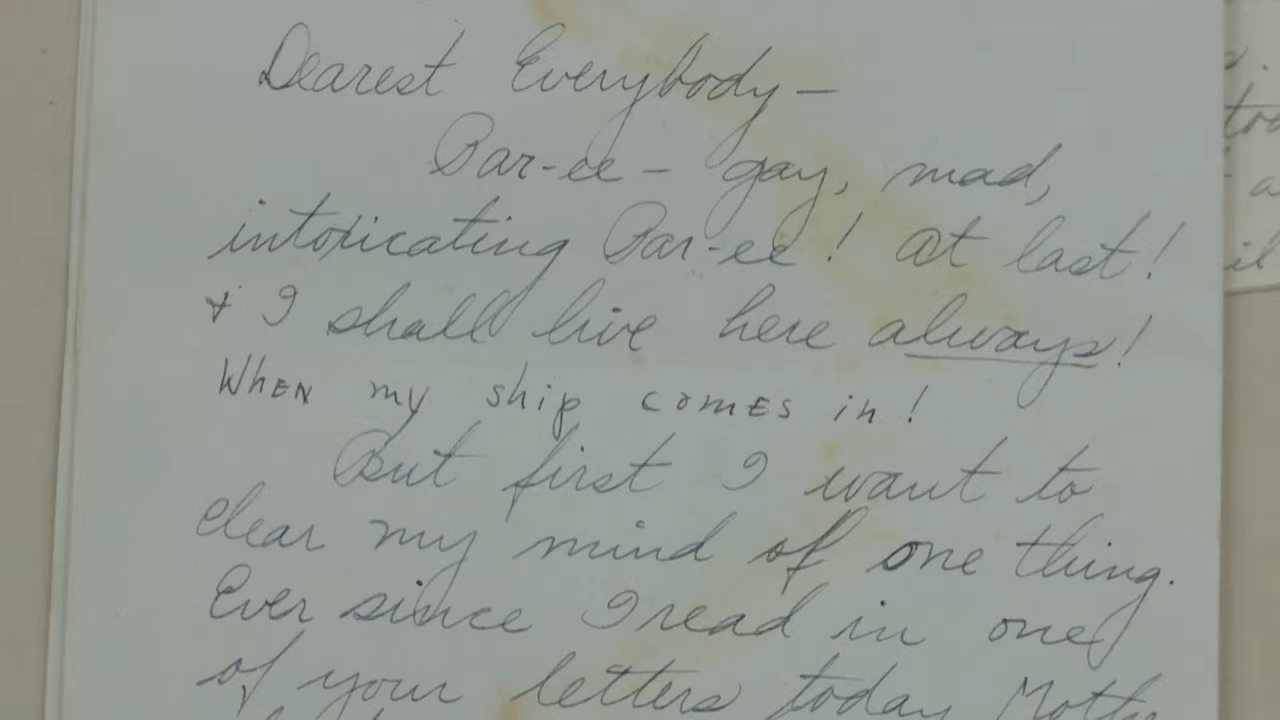 Dearest Everybody —
Par-ee — gay, mad,
intoxicating Par-ee! At last!
+ I shall live here always!
WHEN my ship comes in!
But first I want to
clear my mind of one thing.
Ever since I read in one
of your letters today